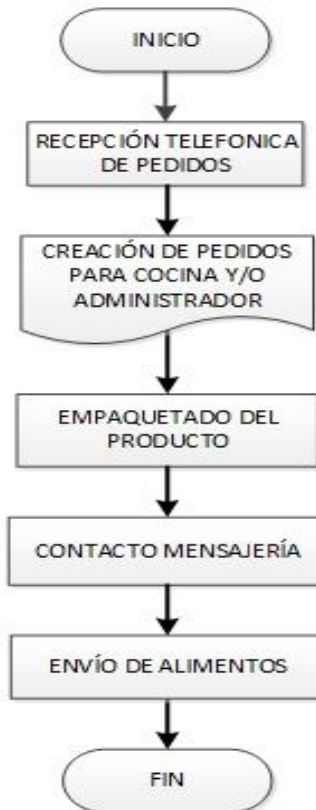 INICIO
RECEPCIÓN TELEFONICA
DE PEDIDOS
CREACIÓN DE PEDIDOS
PARA COCINA Y/O
ADMINISTRADOR
EMPAQUETADO DEL
PRODUCTO
CONTACTO MENSAJERÍA
ENVÍO DE ALIMENTOS
FIN